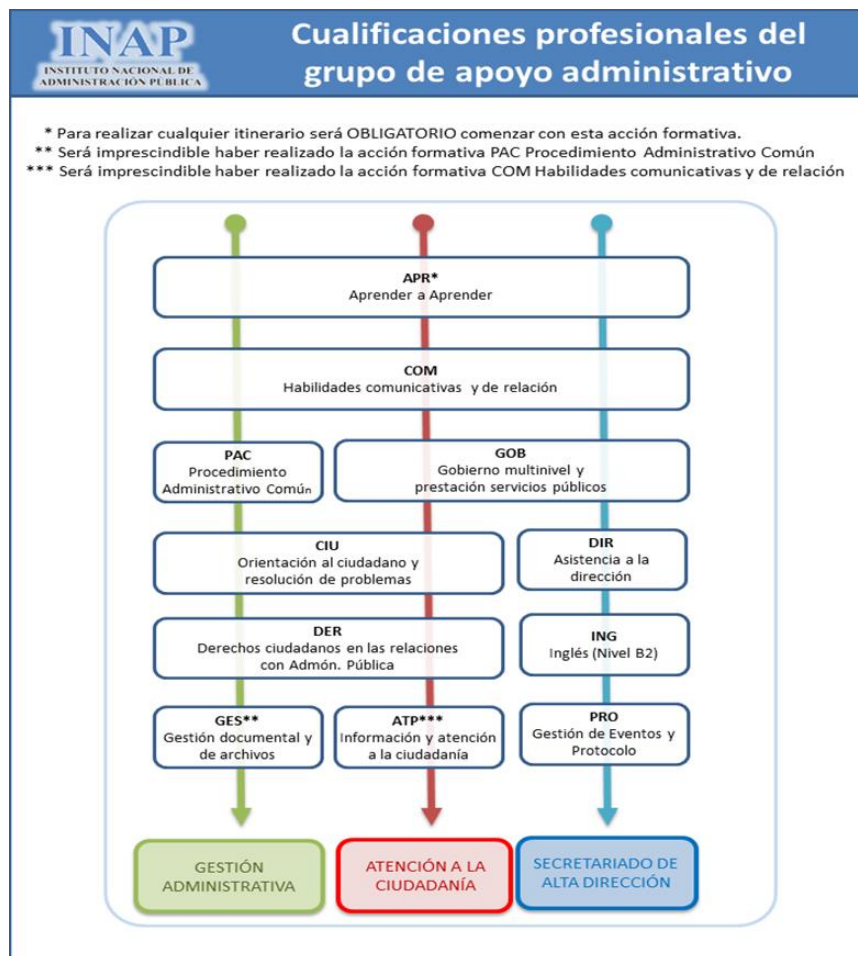 INAP
INSTITUTO NACIONAL DE
ADMINISTRACIÓN PÚBLICA
Cualificaciones profesionales del
grupo de apoyo administrativo
* Para realizar cualquier itinerario será OBLIGATORIO comenzar con esta acción formativa.
** Será imprescindible haber realizado la acción formativa PAC Procedimiento Administrativo Común
*** Será imprescindible haber realizado la acción formativa COM Habilidades comunicativas y de relación
APR*
Aprender a Aprender
COM
Habilidades comunicativas y de relación
PAC
Procedimiento
Administrativo Común
GOB
Gobierno multinivel y
prestación servicios públicos
CIU
Orientación al ciudadano y
resolución de problemas
DIR
Asistencia a la
dirección
DER
Derechos ciudadanos en las relaciones
con Admón. Pública
ING
Inglés (Nivel B2)
GES**
Gestión documental y
de archivos
ATP***
Información y atención
a la ciudadanía
PRO
Gestión de Eventos y
Protocolo
GESTIÓN
ADMINISTRATIVA
ATENCIÓN A LA
CIUDADANÍA
SECRETARIADO DE
ALTA DIRECCIÓN